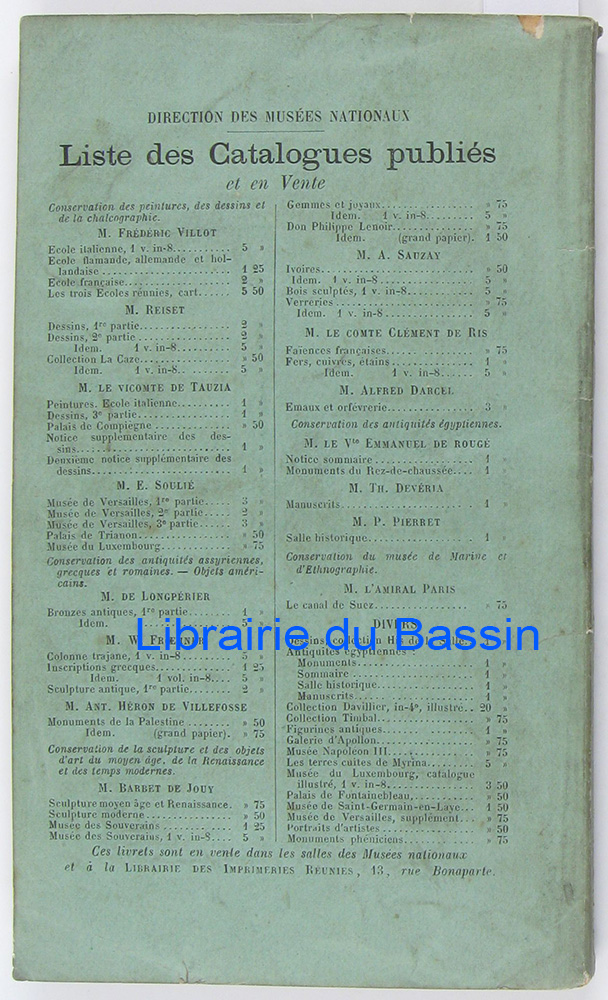 DIRECTION DES MUSÉES NATIONAUX
Liste des Catalogues publiés
et en Vente
Conservation des peintures, des dessins et
de la chalcographie.
M. FRÉDÉRIC VILLOT
Ecole italienne, 1 v. in-8.......... 5 »
Ecole flamande, allemande et hol-
landaise .......... 1 25
Ecole française.......... 2 »
Les trois Ecoles réunies, cart...... 5 50
M. REISET
Dessins, 1re partie.......... 2 »
Dessins, 2e partie.......... 2 »
Idem. 1 v. in-8.......... 5 »
Collection La Caze.......... » 50
Idem. 1 v. in-8.......... 5 »
M. LE VICOMTE DE TAUZIA
Peintures. Ecole italienne.......... 1 »
Dessins, 3e partie.......... 1 »
Palais de Compiègne.......... » 50
Notice supplémentaire des des-
sins.......... 1 »
Deuxième notice supplémentaire des
dessins.......... 1 »
M. E. SOULIÉ
Musée de Versailles, 1re partie..... 3 »
Musée de Versailles, 2e partie..... 2 »
Musée de Versailles, 3e partie..... 3 »
Palais de Trianon.......... » 50
Musée du Luxembourg.......... » 75
Conservation des antiquités assyriennes,
grecques et romaines. — Objets améri-
cains.
M. DE LONGPÉRIER
Bronzes antiques, 1re partie.......... 1 »
Idem. 1 v. in-8.......... 5 »
M. W. FRŒHNER
Colonne trajane, 1 v. in-8.......... 5 »
Inscriptions grecques.......... 1 25
Idem. 1 vol. in-8.... 5 »
Sculpture antique, 1re partie.......... 2 »
M. ANT. HÉRON DE VILLEFOSSE
Monuments de la Palestine ........ » 50
Idem. (grand papier). » 75
Conservation de la sculpture et des objets
d'art du moyen âge, de la Renaissance
et des temps modernes.
M. BARBET DE JOUY
Sculpture moyen âge et Renaissance. » 75
Sculpture moderne.......... » 50
Musée des Souverains .......... 1 25
Musée des Souverains, 1 v. in-8.... 5 »
Gemmes et joyaux.......... » 75
Idem. 1 v. in-8........ 5 »
Don Philippe Lenoir.......... » 75
Idem. (grand papier). 1 50
M. A. SAUZAY
Ivoires.......... » 50
Idem. 1 v. in-8.......... 5 »
Bois sculptés, 1 v. in-8.......... 5 »
Verreries.......... » 75
Idem. 1 v. in-8.......... 5 »
M. LE COMTE CLÉMENT DE RIS
Faïences françaises.......... » 75
Fers, cuivres, étains.......... 1 »
Idem. 1 v. in-8...... 5 »
M. ALFRED DARCEL
Emaux et orfévrerie.......... 3
Conservation des antiquités égyptiennes.
M. LE Vte EMMANUEL DE ROUGÉ
Notice sommaire.......... 1 »
Monuments du Rez-de-chaussée.... 1 »
M. TH. DEVÉRIA
Manuscrits.......... 1
M. P. PIERRET
Salle historique.......... 1 »
Conservation du musée de Marine et
d'Ethnographie.
M. L'AMIRAL PARIS
Le canal de Suez.......... » 75
DIVERS
Dessins, collection
Antiquités égyptiennes :
Monuments.......... 1 »
Sommaire .......... 1 »
Salle historique.......... 1 »
Manuscrits.......... 1 »
Collection Davillier, in-4°, illustré.. 20 »
Collection Timbal.......... » 75
Figurines antiques.......... 1 »
Galerie d'Apollon.......... » 75
Musée Napoléon III.......... » 75
Les terres cuites de Myrina.......... 5 »
Musée du Luxembourg, catalogue
illustré, 1 v. in-8.......... 3 50
Palais de Fontainebleau,.......... » 50
Musée de Saint-Germain-en-Laye... 1 50
Musée de Versailles, supplément... » 75
Portraits d'artistes .......... » 50
Monuments phéniciens.......... » 75
Ces livrets sont en vente dans les salles des Musées nationaux
et à la LIBRAIRIE DES IMPRIMERIES RÉUNIES, 13, rue Bonaparte.
Librairie du Bassin